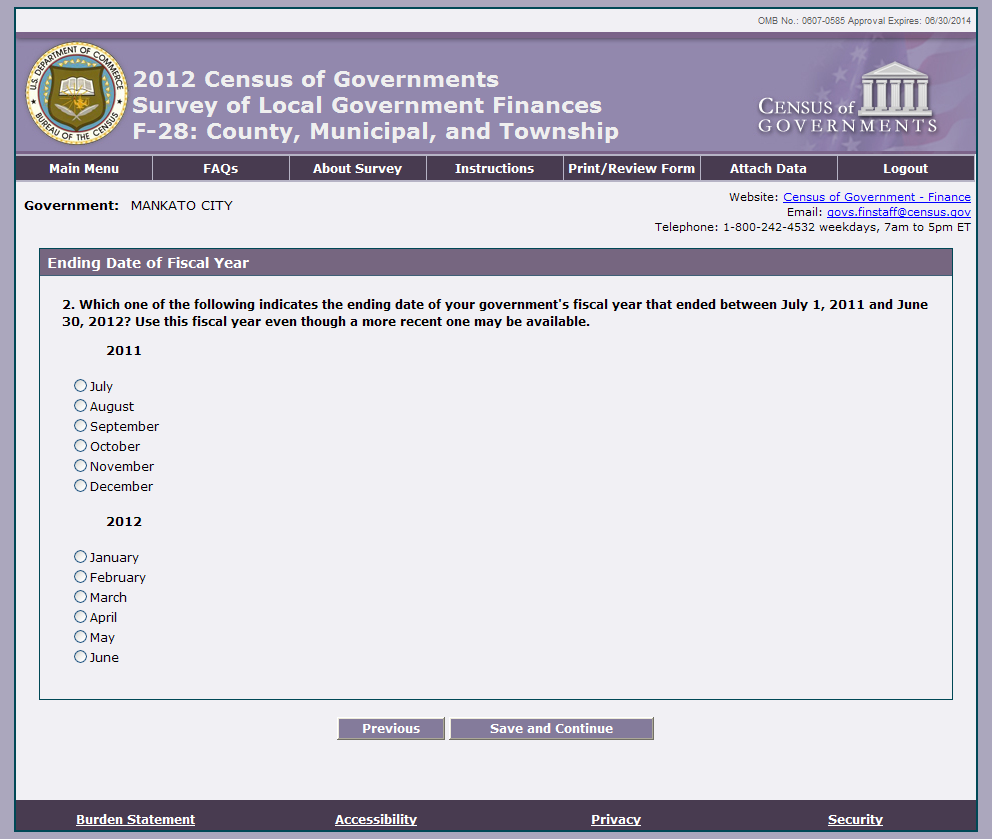 OMB No.: 0607-0585 Approval Expires: 06/30/2014
U.S. DEPARTMENT OF COMMERCE
BUREAU OF THE CENSUS
2012 Census of Governments
Survey of Local Government Finances
F-28: County, Municipal, and Township
CENSUS of
GOVERNMENTS
Main Menu FAQs About Survey Instructions Print/Review Form Attach Data Logout
Government: MANKATO CITY
Website: Census of Government - Finance
Email: govs.finstaff@census.gov
Telephone: 1-800-242-4532 weekdays, 7am to 5pm ET
Ending Date of Fiscal Year
2. Which one of the following indicates the ending date of your government's fiscal year that ended between July 1, 2011 and June
30, 2012? Use this fiscal year even though a more recent one may be available.
2011
July
August
September
October
November
December
2012
January
February
March
April
May
June
Previous Save and Continue
Burden Statement Accessibility Privacy Security